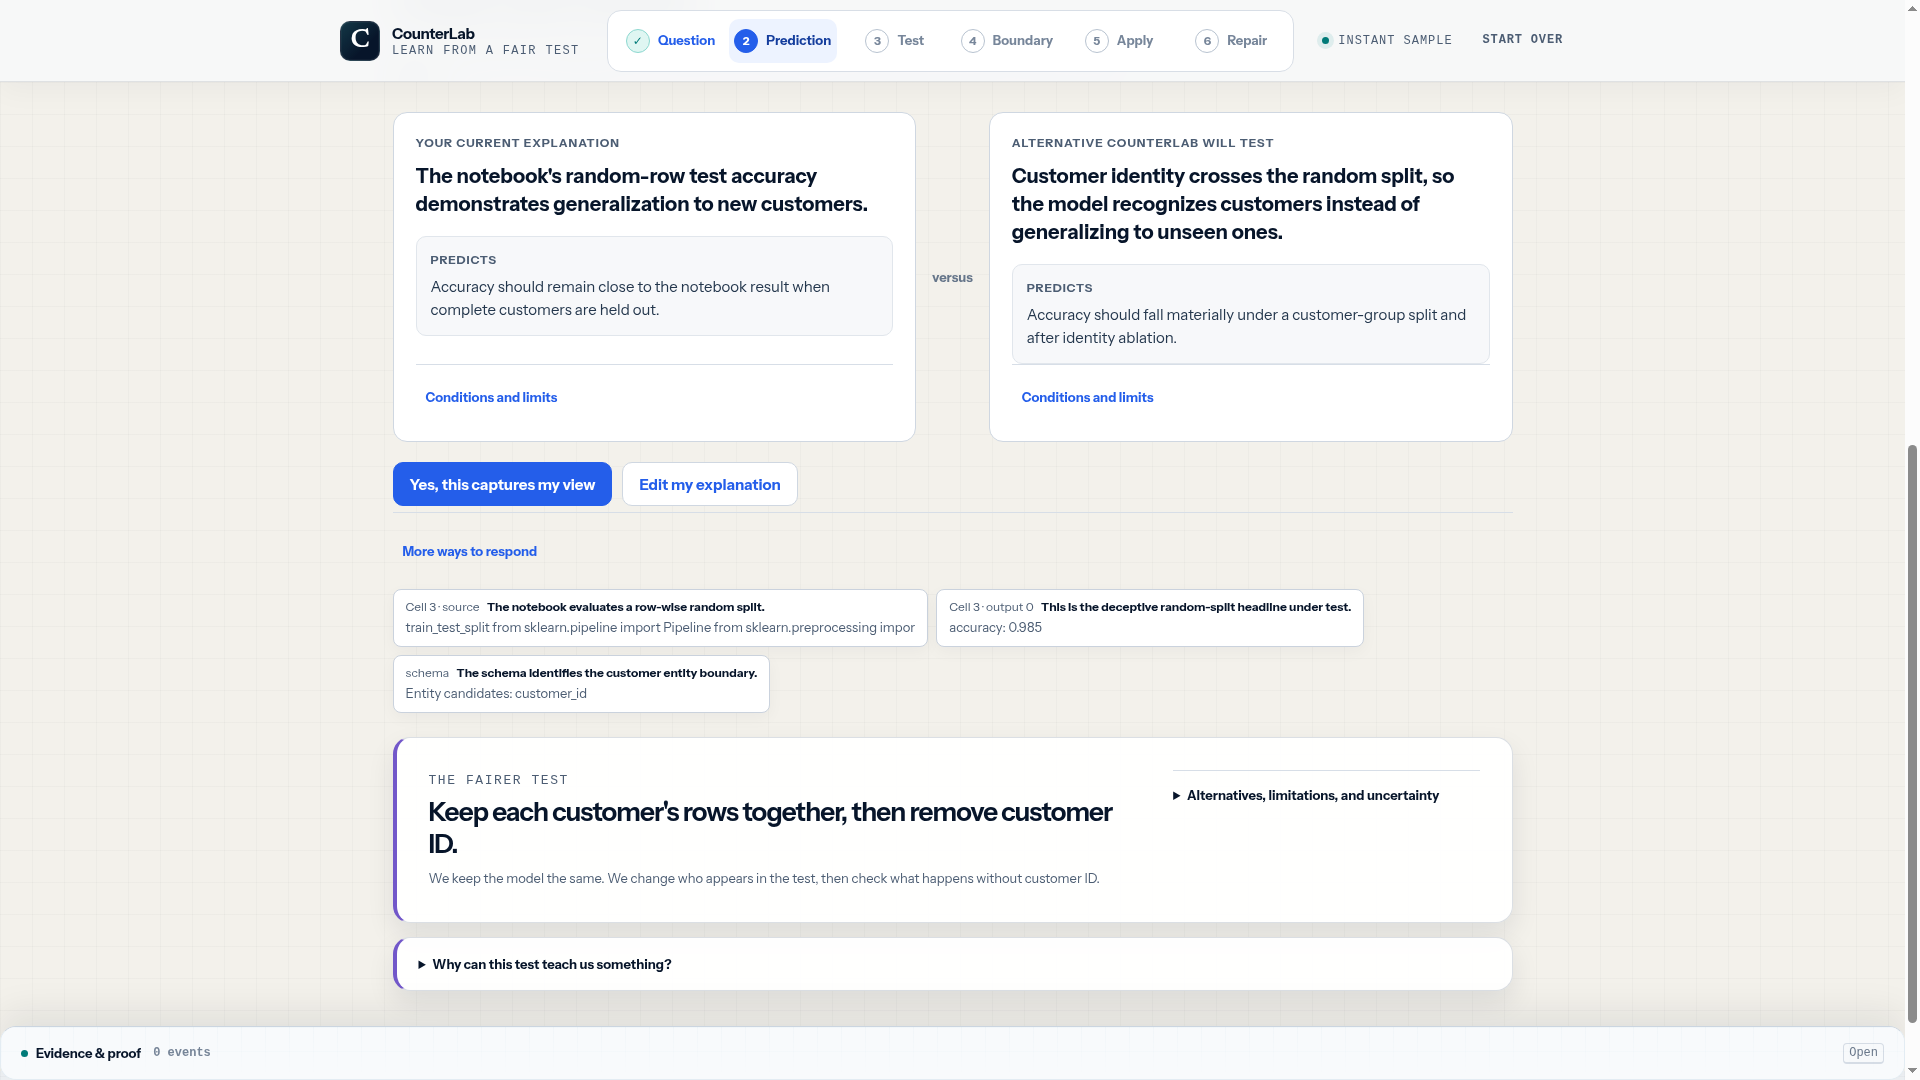 C
CounterLab
LEARN FROM A FAIR TEST
✓ Question
2 Prediction
3 Test
4 Boundary
5 Apply
6 Repair
INSTANT SAMPLE
START OVER
YOUR CURRENT EXPLANATION
The notebook's random-row test accuracy
demonstrates generalization to new customers.
PREDICTS
Accuracy should remain close to the notebook result when
complete customers are held out.
Conditions and limits
versus
ALTERNATIVE COUNTERLAB WILL TEST
Customer identity crosses the random split, so
the model recognizes customers instead of
generalizing to unseen ones.
PREDICTS
Accuracy should fall materially under a customer-group split and
after identity ablation.
Conditions and limits
Yes, this captures my view
Edit my explanation
More ways to respond
Cell 3 · source The notebook evaluates a row-wise random split.
train_test_split from sklearn.pipeline import Pipeline from sklearn.preprocessing impor
Cell 3 · output 0 This is the deceptive random-split headline under test.
accuracy: 0.985
schema The schema identifies the customer entity boundary.
Entity candidates: customer_id
THE FAIRER TEST
Keep each customer's rows together, then remove customer
ID.
We keep the model the same. We change who appears in the test, then check what happens without customer ID.
Alternatives, limitations, and uncertainty
Why can this test teach us something?
Evidence & proof 0 events
Open